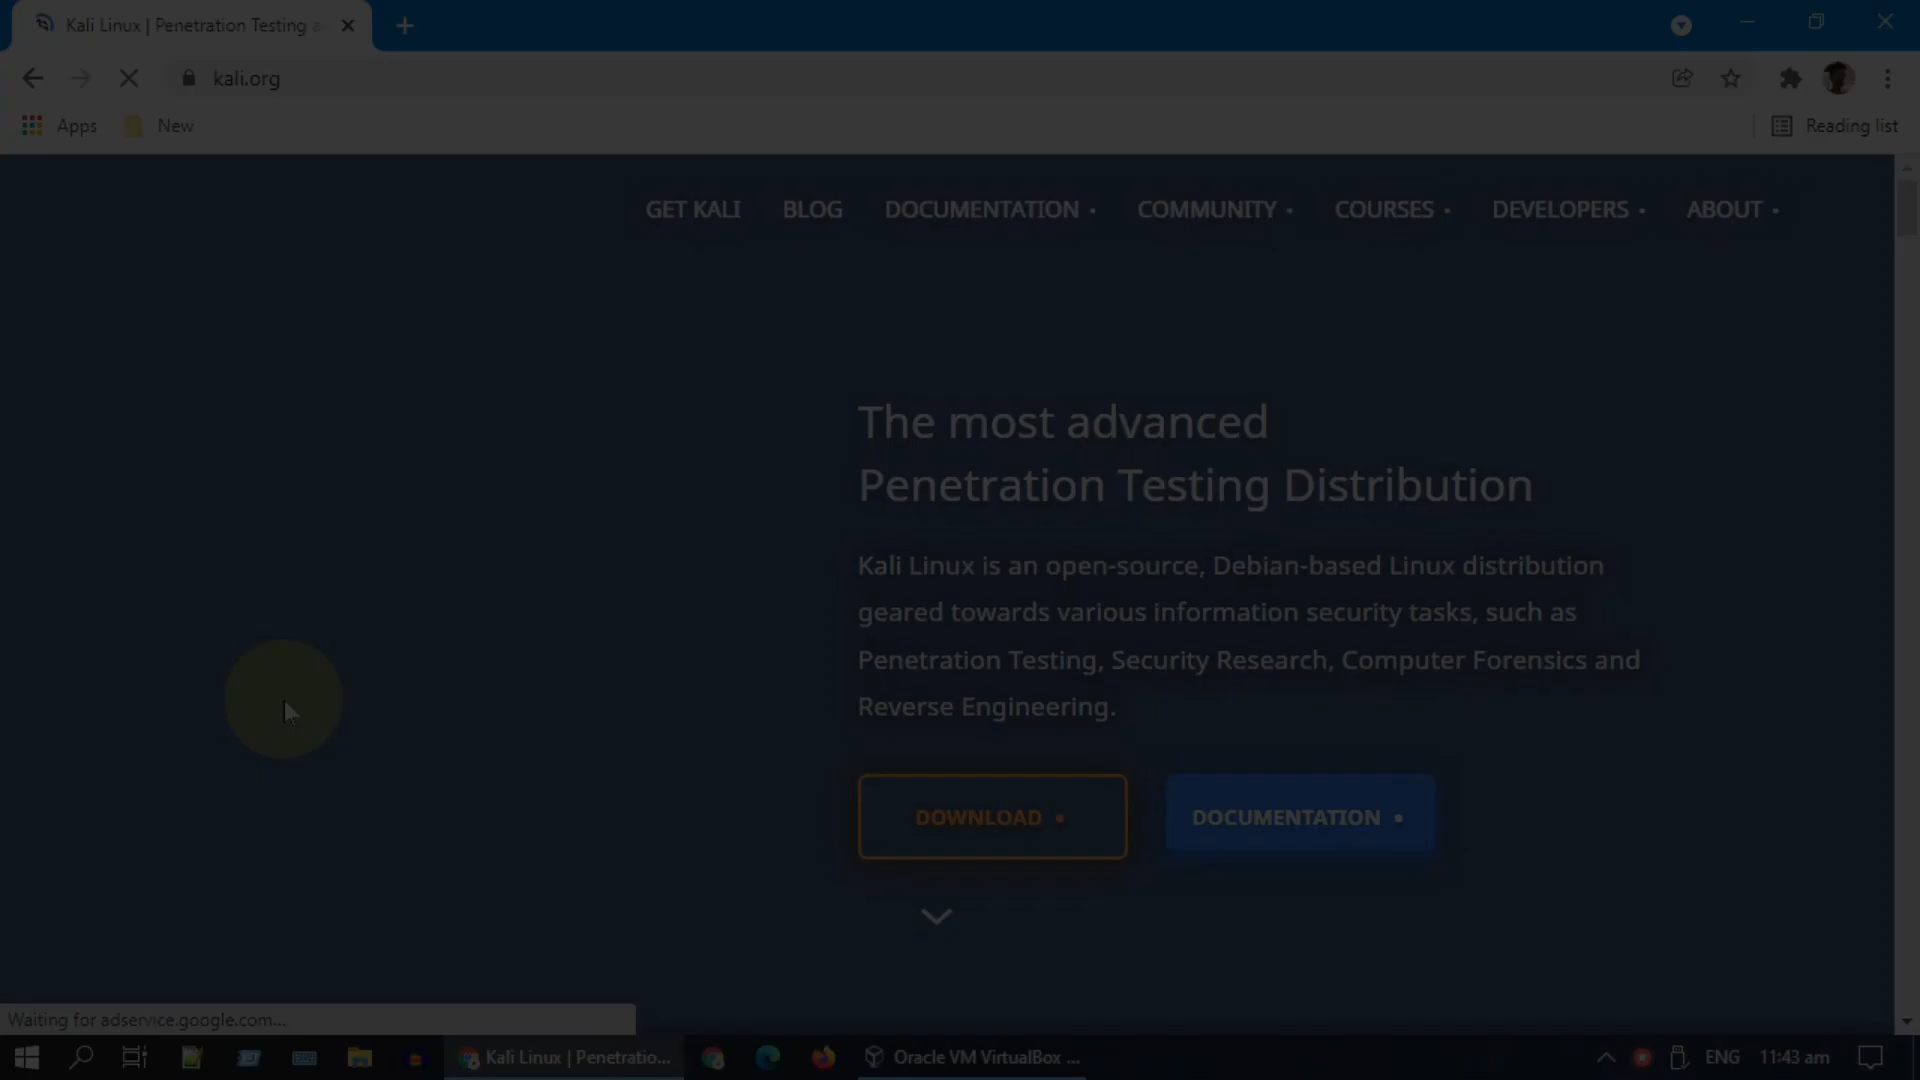 Kali Linux | Penetration Testing a
kali.org
Apps
New
Reading list
GET KALI
BLOG
DOCUMENTATION
COMMUNITY
COURSES
DEVELOPERS
ABOUT
The most advanced
Penetration Testing Distribution
Kali Linux is an open-source, Debian-based Linux distribution
geared towards various information security tasks, such as
Penetration Testing, Security Research, Computer Forensics and
Reverse Engineering.
DOWNLOAD
DOCUMENTATION
Waiting for adservice.google.com...
Kali Linux | Penetratio...
Oracle VM VirtualBox ...
ENG
11:43 am